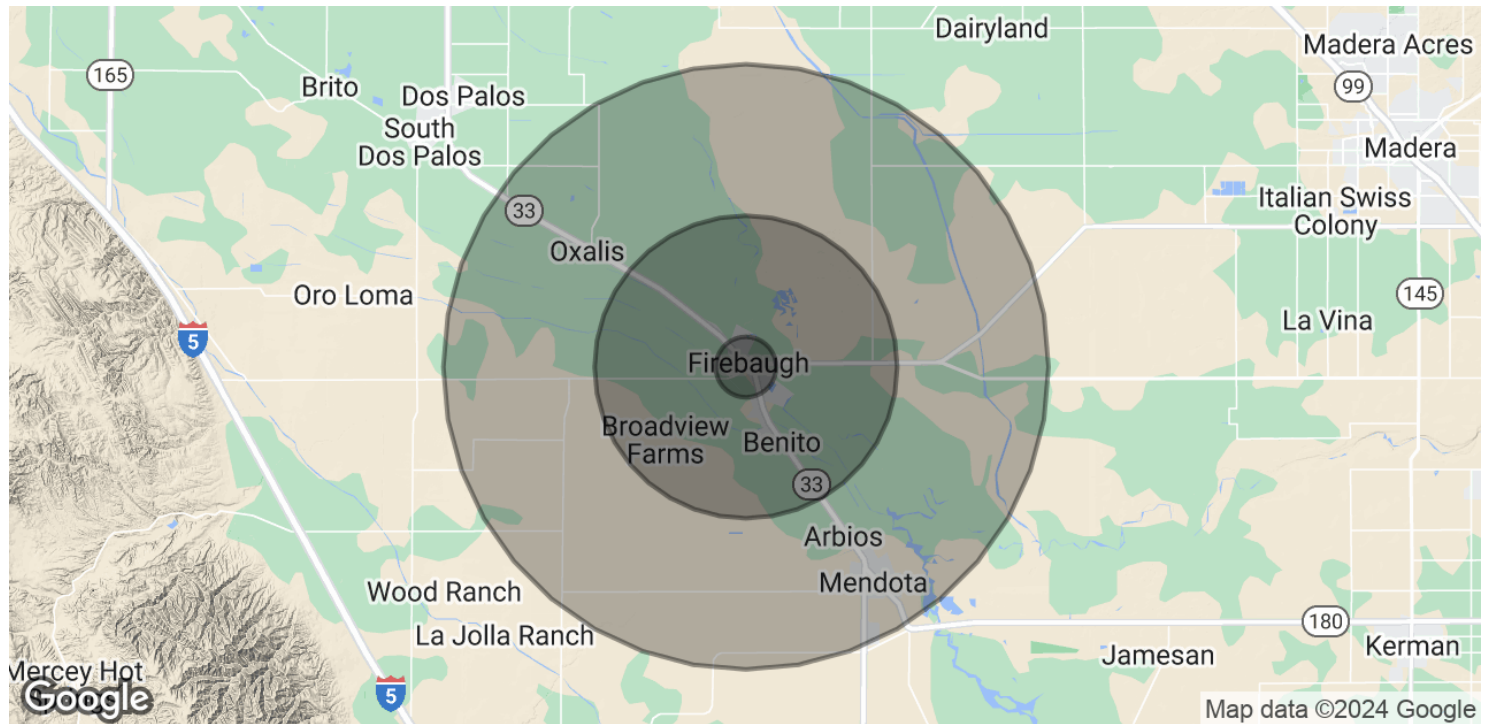 Dairyland
Madera Acres
165
99
Brito
Dos Palos
South
Dos Palos
Madera
33
Italian Swiss
Colony
Oxalis
Oro Loma
145
5
La Vina
Firebaugh
Broadview
Farms
Benito
33
Arbios
Mendota
Wood Ranch
180
La Jolla Ranch
Kerman
Jamesan
Mercey Hot
Springs
5
Google
Map data ©2024 Google